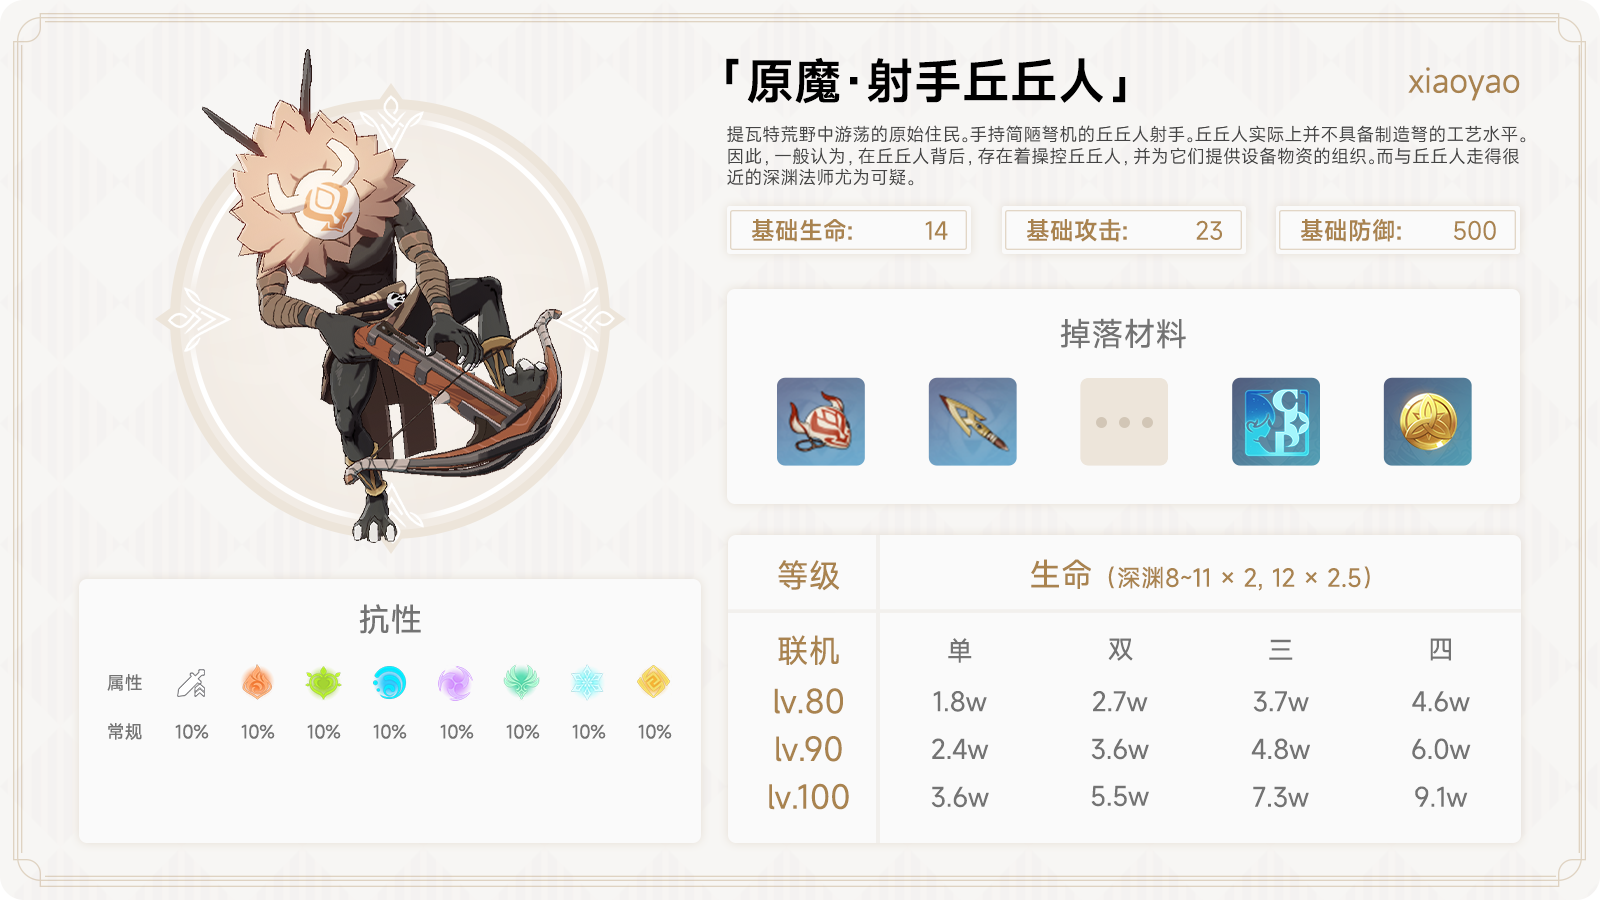 「原魔·射手丘丘人」
xiaoyao
提瓦特荒野中游荡的原始住民。手持简陋弩机的丘丘人射手。丘丘人实际上并不具备制造弩的工艺水平。
因此，一般认为，在丘丘人背后，存在着操控丘丘人，并为它们提供设备物资的组织。而与丘丘人走得很
近的深渊法师尤为可疑。
基础生命: 14
基础攻击: 23
基础防御: 500
掉落材料
抗性
属性
常规 10% 10% 10% 10% 10% 10% 10% 10%
等级 生命（深渊8~11 × 2, 12 × 2.5）
联机 单 双 三 四
lv.80 1.8w 2.7w 3.7w 4.6w
lv.90 2.4w 3.6w 4.8w 6.0w
lv.100 3.6w 5.5w 7.3w 9.1w